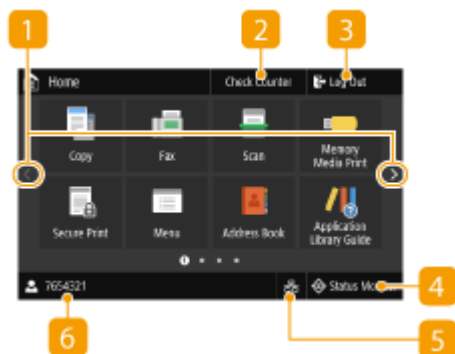 1
2
3
Home
Check Counter
Log Out
Copy
Fax
Scan
Memory
Media Print
Secure Print
Menu
Address Book
Application
Library Guide
7654321
Status Mo
4
5
6